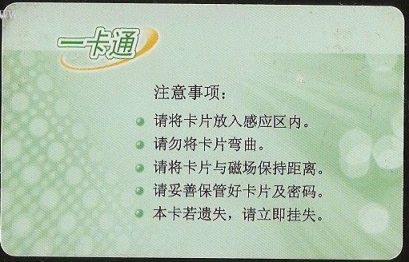 一卡通
注意事项：
请将卡片放入感应区内。
请勿将卡片弯曲。
请将卡片与磁场保持距离。
请妥善保管好卡片及密码。
本卡若遗失，请立即挂失。